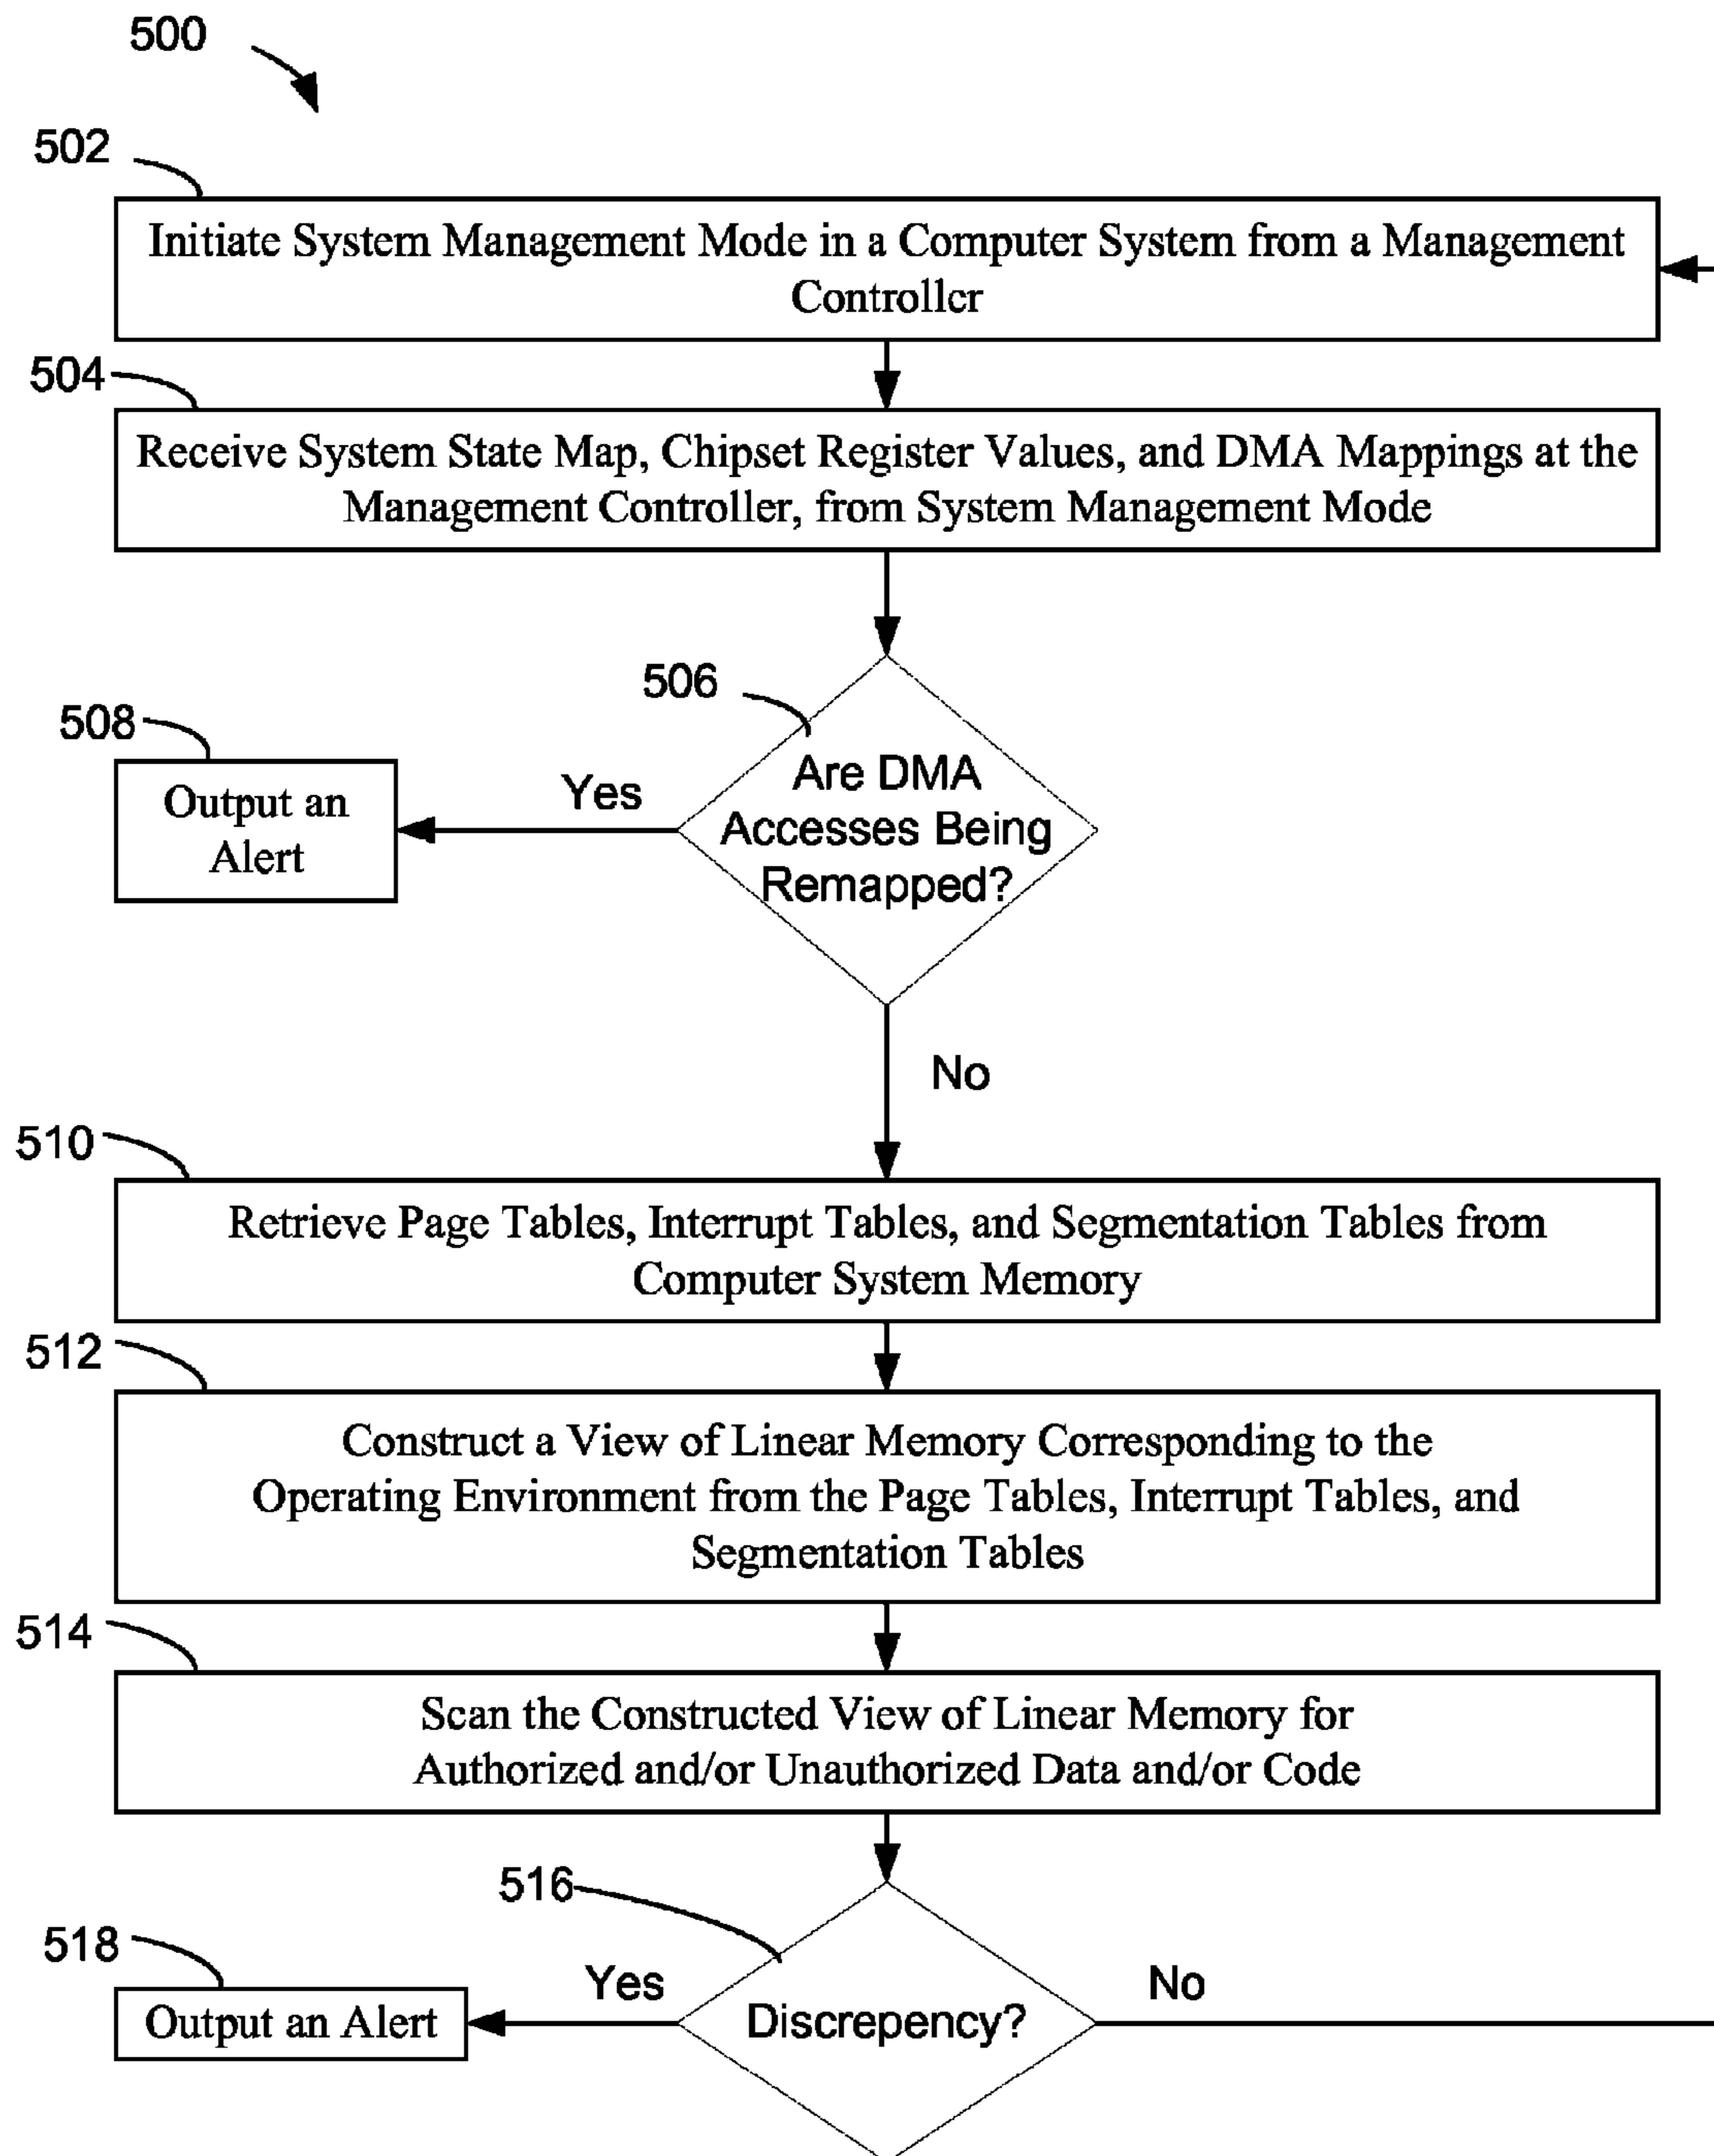 500
502
Initiate System Management Mode in a Computer System from a Management
Controller
504
Receive System State Map, Chipset Register Values, and DMA Mappings at the
Management Controller, from System Management Mode
506
Are DMA
Accesses Being
Remapped?
Yes
508
Output an
Alert
No
510
Retrieve Page Tables, Interrupt Tables, and Segmentation Tables from
Computer System Memory
512
Construct a View of Linear Memory Corresponding to the
Operating Environment from the Page Tables, Interrupt Tables, and
Segmentation Tables
514
Scan the Constructed View of Linear Memory for
Authorized and/or Unauthorized Data and/or Code
516
Discrepency?
Yes
No
518
Output an Alert